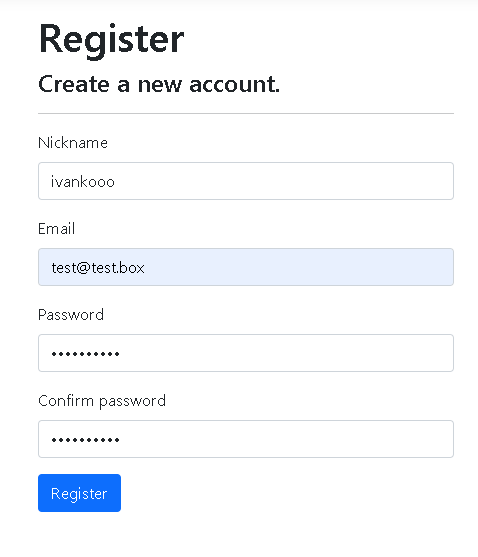 Register
Create a new account.
Nickname
ivankooo
Email
test@test.box
Password
••••••••••
Confirm password
••••••••••
Register